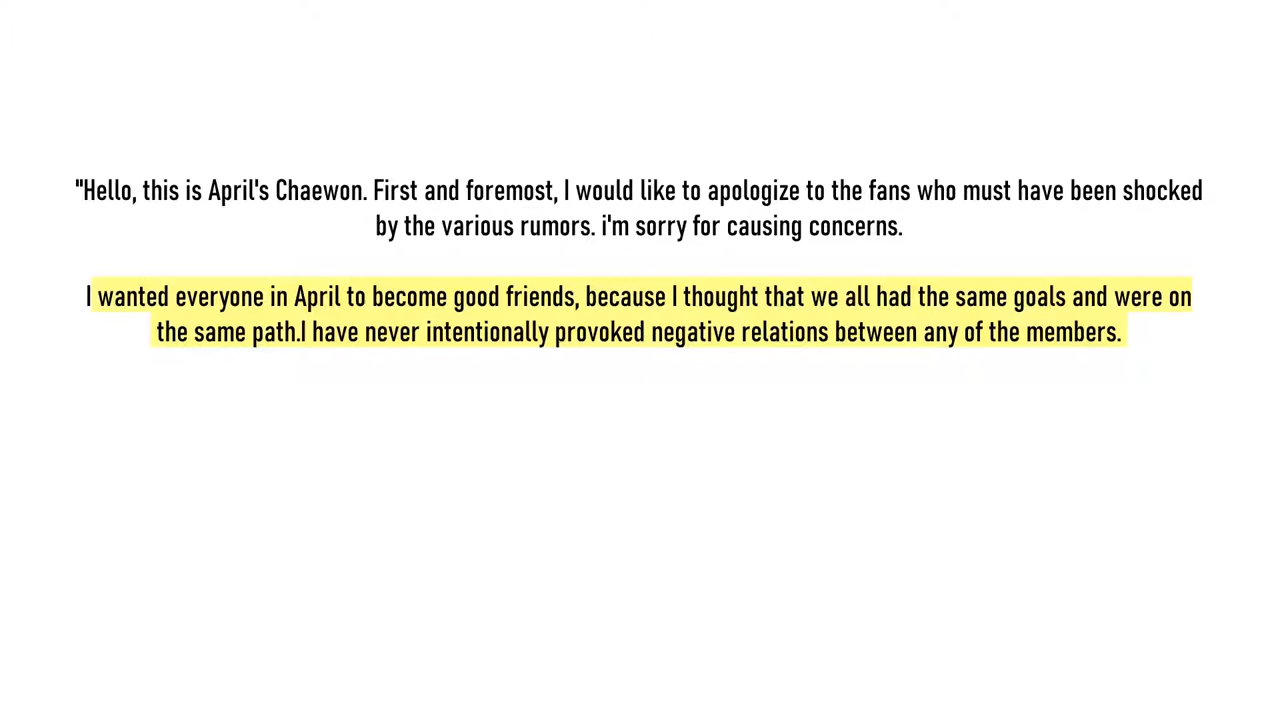 "Hello, this is April's Chaewon. First and foremost, I would like to apologize to the fans who must have been shocked
by the various rumors. i'm sorry for causing concerns.
I wanted everyone in April to become good friends, because I thought that we all had the same goals and were on
the same path.I have never intentionally provoked negative relations between any of the members.